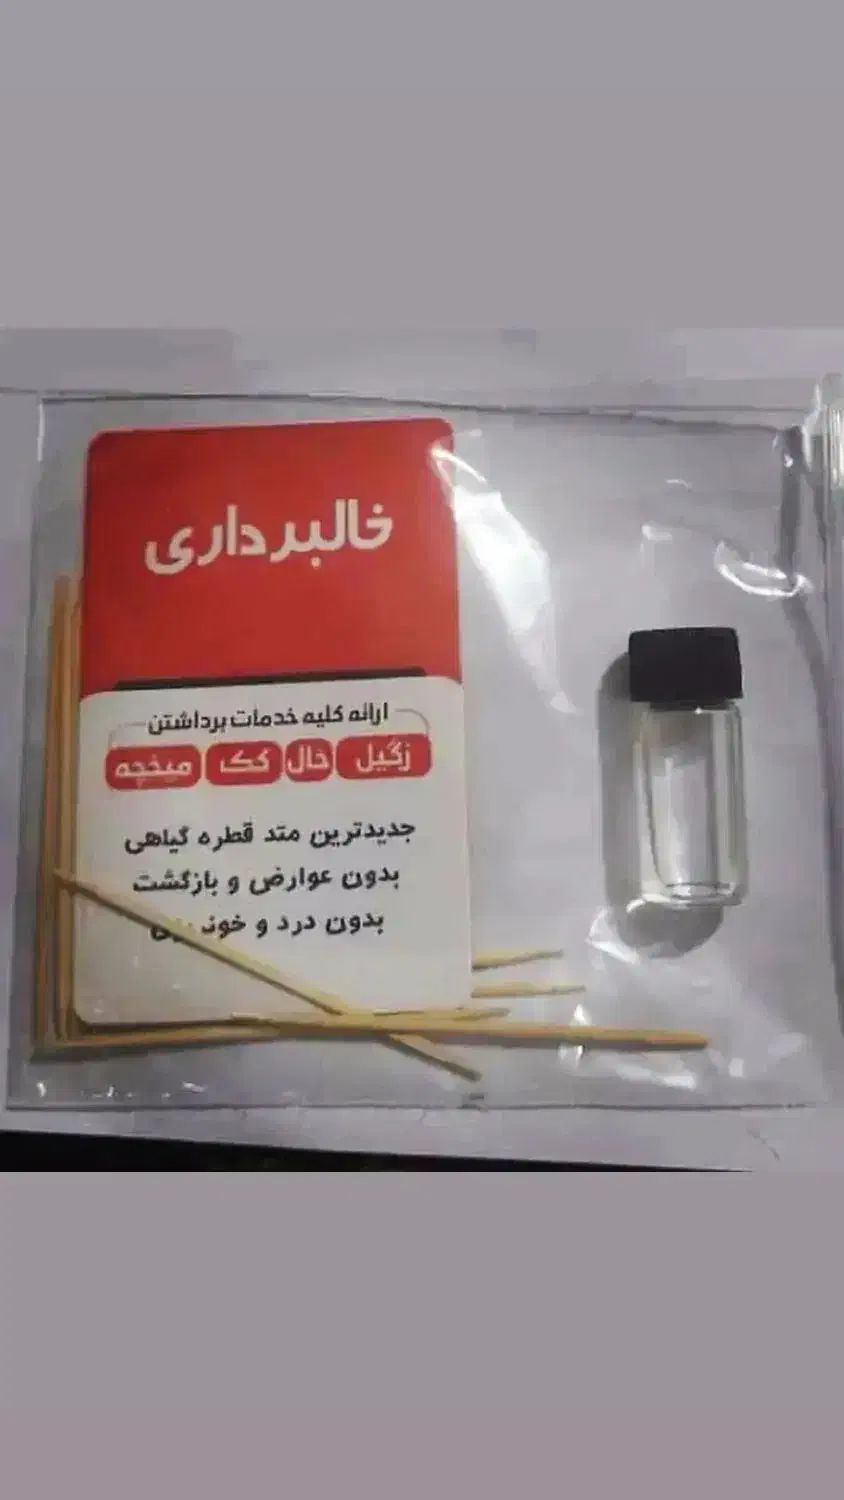 خالبرداری
ارائه کلیه خدمات برداشتن
زگیل خال کک میخچه
جدیدترین متد قطره گیاهی
بدون عوارض و بازگشت
بدون درد و